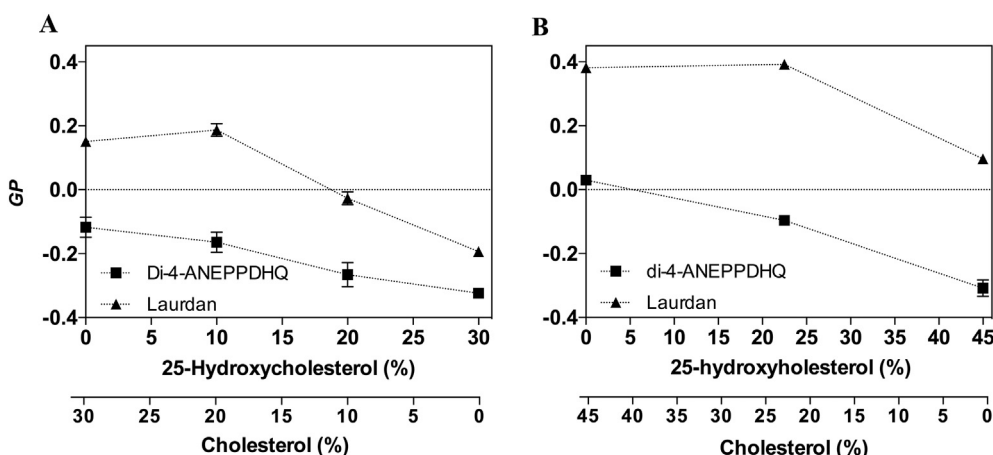 A
0.4
0.2
0.0
-0.2
-0.4
GP
Di-4-ANEPPDHQ
Laurdan
0 5 10 15 20 25 30
25-Hydroxycholesterol (%)
30 25 20 15 10 5 0
Cholesterol (%)
B
0.4
0.2
0.0
-0.2
-0.4
di-4-ANEPPDHQ
Laurdan
0 5 10 15 20 25 30 35 40 45
25-hydroxyholesterol (%)
45 40 35 30 25 20 15 10 5 0
Cholesterol (%)